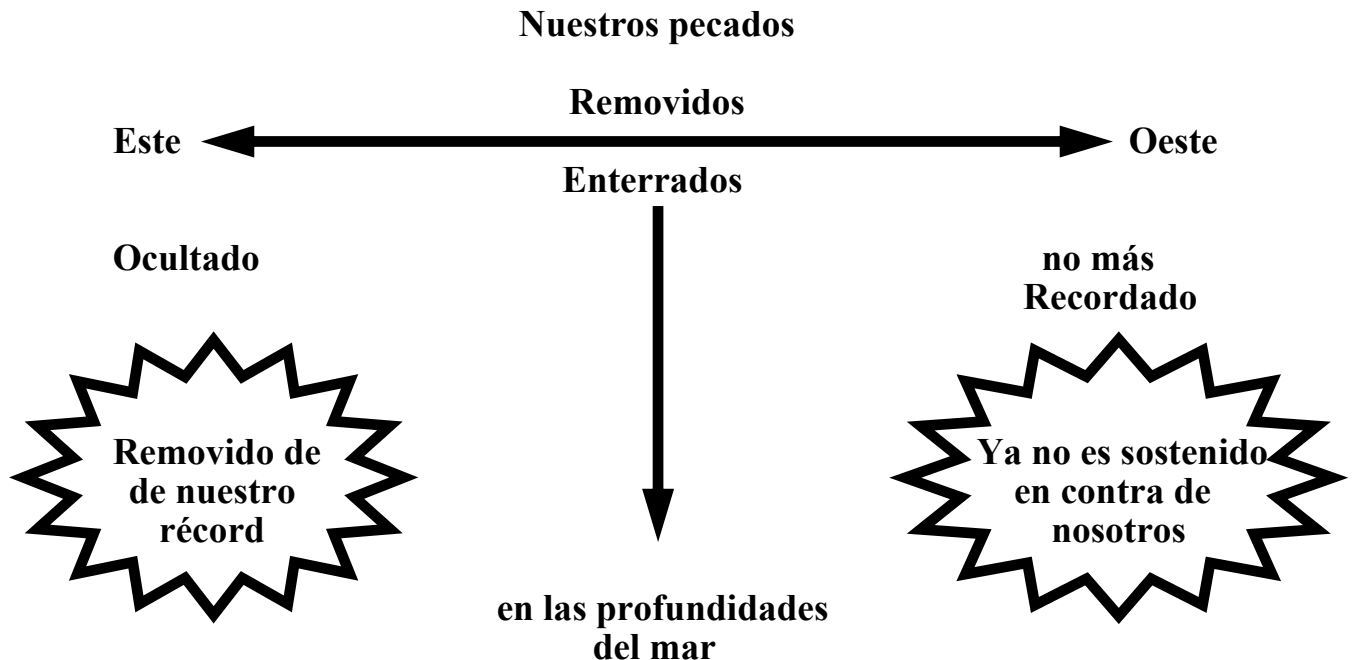 Nuestros pecados
Removidos
Este
Oeste
Enterrados
Ocultado
no más
Recordado
Removido de
de nuestro
récord
Ya no es sostenido
en contra de
nosotros
en las profundidades
del mar